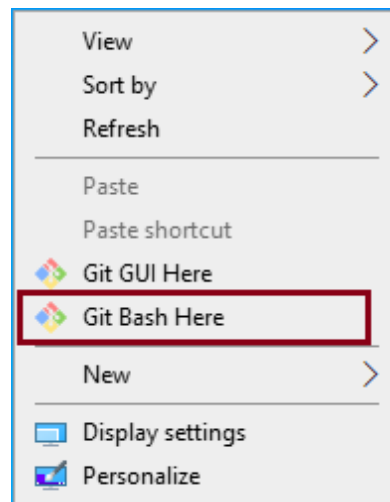 View
Sort by
Refresh
Paste
Paste shortcut
Git GUI Here
Git Bash Here
New
Display settings
Personalize